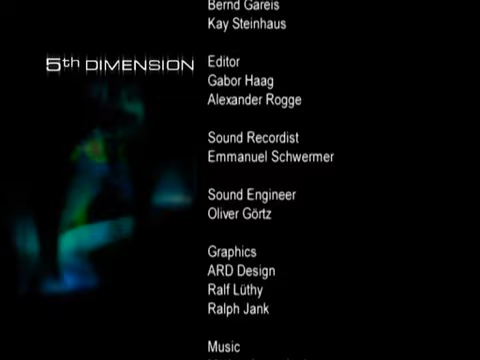 Bernd Gareis
Kay Steinhaus
5th DIMENSION
Editor
Gabor Haag
Alexander Rogge
Sound Recordist
Emmanuel Schwermer
Sound Engineer
Oliver Görtz
Graphics
ARD Design
Ralf Lüthy
Ralph Jank
Music